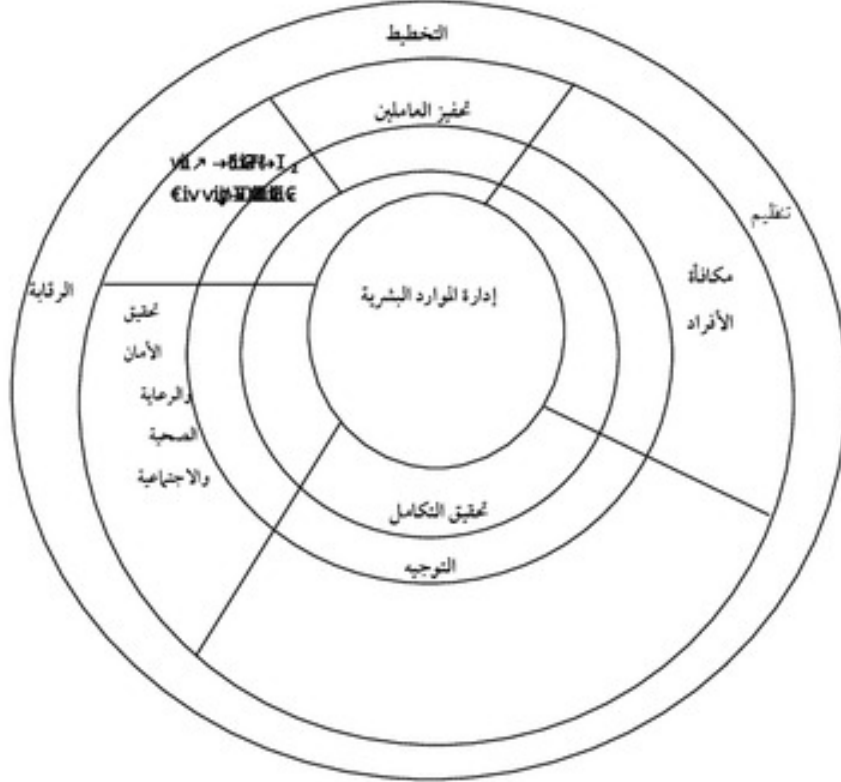 التخطيط
تحفيز العاملين
تنظيم
مكافأة
الأفراد
إدارة الموارد البشرية
الرقابة
تحقيق
الأمان
والرعاية
الصحية
والاجتماعية
تحقيق التكامل
التوجيه